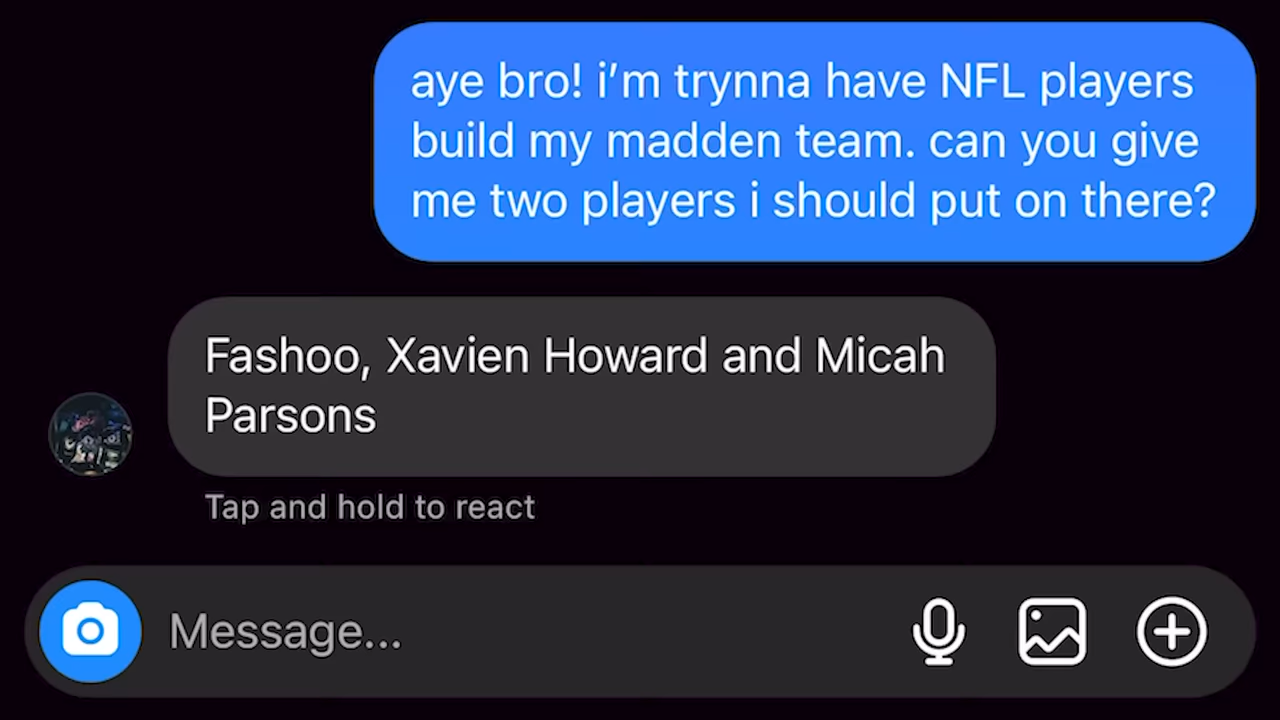 aye bro! i’m trynna have NFL players
build my madden team. can you give
me two players i should put on there?
Fashoo, Xavien Howard and Micah
Parsons
Tap and hold to react
Message...